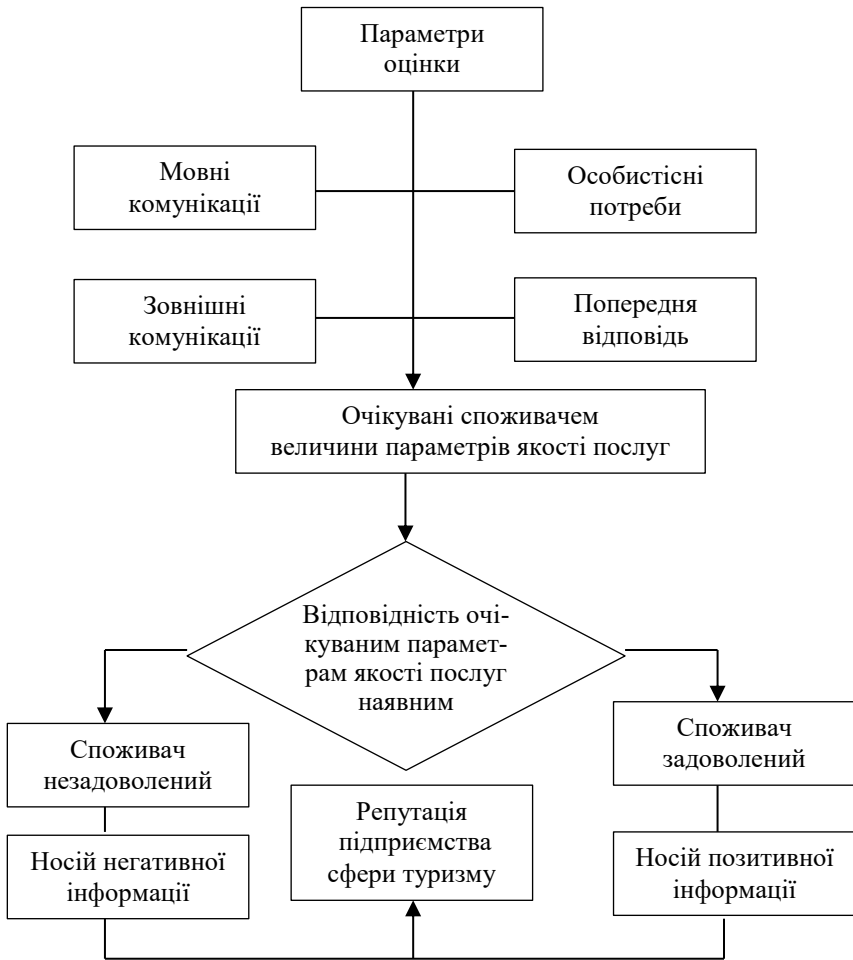 Параметри
оцінки
Мовні
комунікації
Особистісні
потреби
Зовнішні
комунікації
Попередня
відповідь
Очікувані споживачем
величини параметрів якості послуг
Відповідність очі-
куваним парамет-
рам якості послуг
наявним
Споживач
незадоволений
Споживач
задоволений
Репутація
підприємства
сфери туризму
Носій негативної
інформації
Носій позитивної
інформації